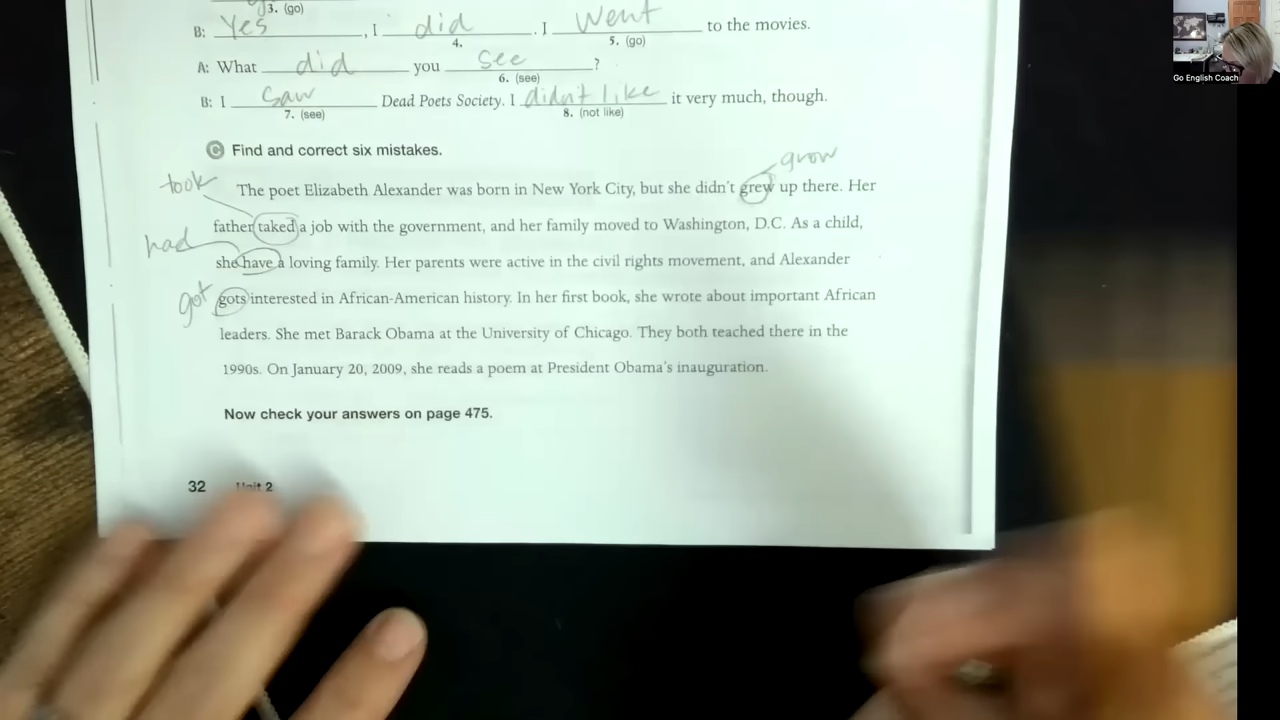 3. (go)
B: Yes, I did. I went to the movies.
4. 5. (go)
A: What did you see?
6. (see)
B: I saw Dead Poets Society. I didn't like it very much, though.
7. (see) 8. (not like)
C Find and correct six mistakes.
grow
took The poet Elizabeth Alexander was born in New York City, but she didn't grew up there. Her
father taked a job with the government, and her family moved to Washington, D.C. As a child,
had she have a loving family. Her parents were active in the civil rights movement, and Alexander
got gots interested in African-American history. In her first book, she wrote about important African
leaders. She met Barack Obama at the University of Chicago. They both teached there in the
1990s. On January 20, 2009, she reads a poem at President Obama's inauguration.
Now check your answers on page 475.
32 Unit 2
Go English Coach